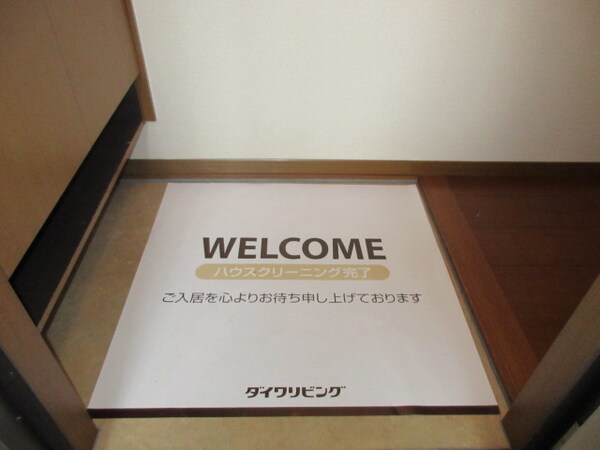 WELCOME
ハウスクリーニング完了
ご入居を心よりお待ち申し上げております
ダイワリビング